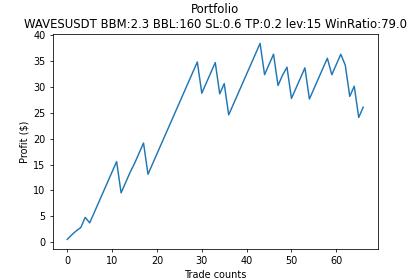 Portfolio
WAVESUSDT BBM:2.3 BBL:160 SL:0.6 TP:0.2 lev:15 WinRatio:79.0
40
35
30
25
20
15
10
5
0
Profit ($)
0 10 20 30 40 50 60
Trade counts